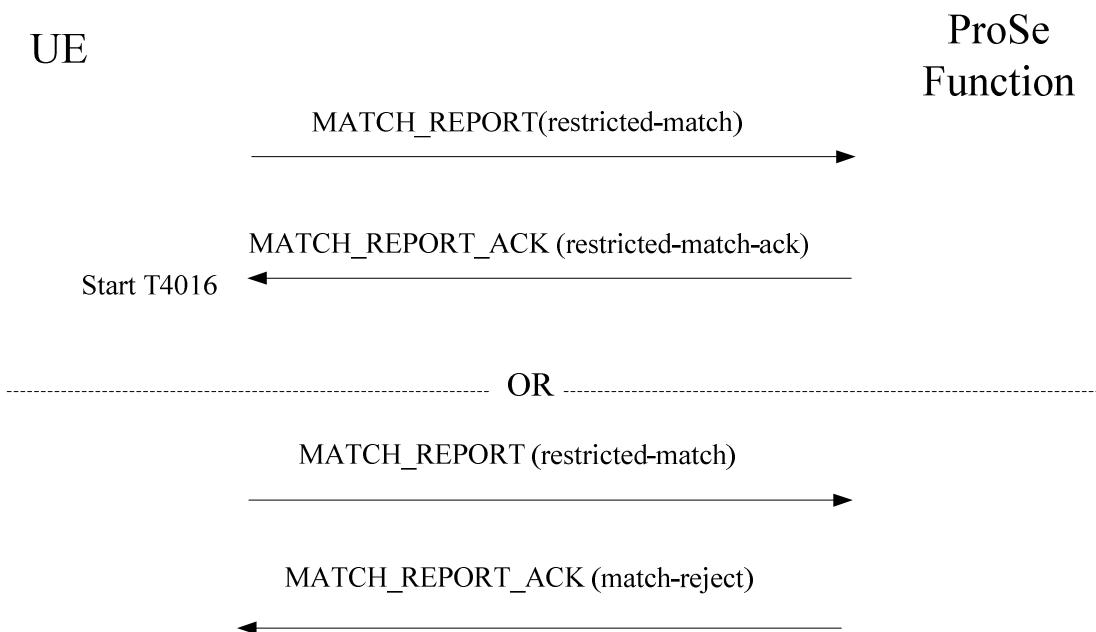 UE
ProSe
Function
MATCH_REPORT(restricted-match)
MATCH_REPORT_ACK (restricted-match-ack)
Start T4016
OR
MATCH_REPORT (restricted-match)
MATCH_REPORT_ACK (match-reject)